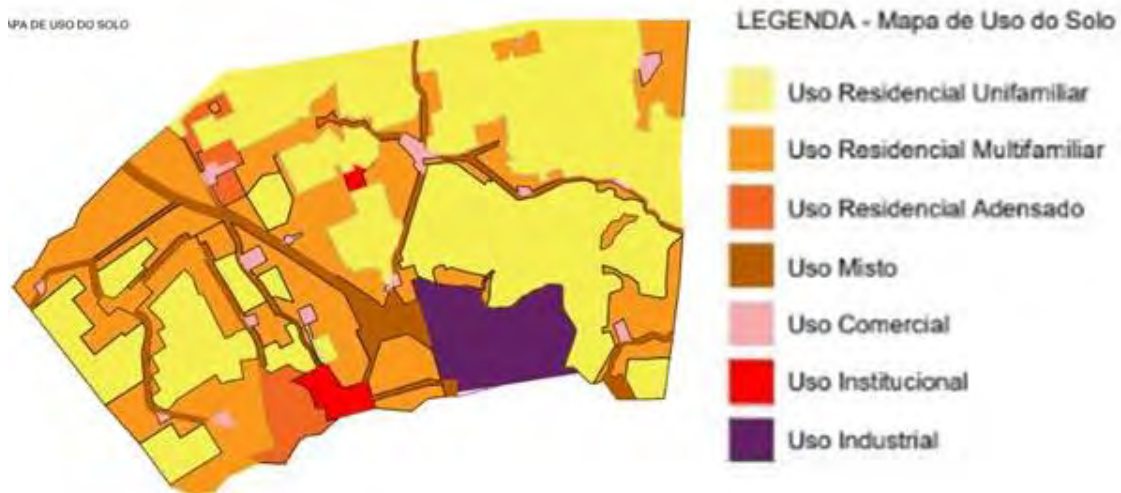 APA DE USO DO SOLO
LEGENDA - Mapa de Uso do Solo
Uso Residencial Unifamiliar
Uso Residencial Multifamiliar
Uso Residencial Adensado
Uso Misto
Uso Comercial
Uso Institucional
Uso Industrial